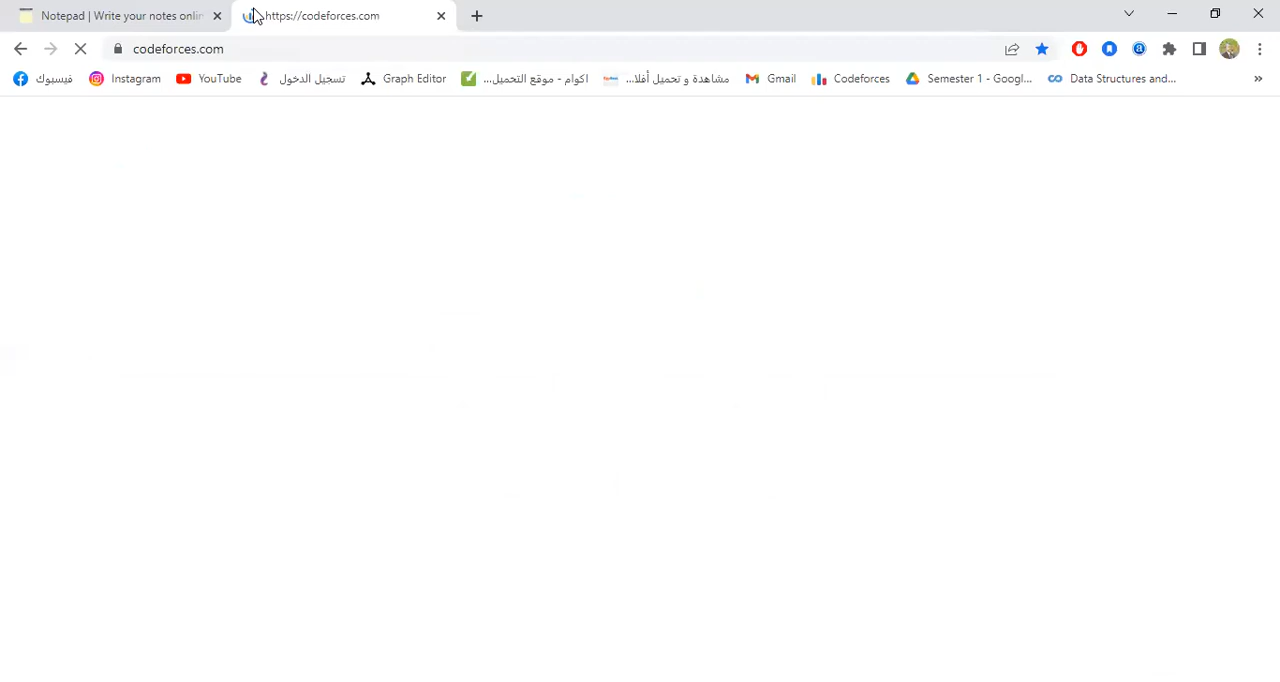 Notepad | Write your notes onlin https://codeforces.com
codeforces.com
فيسبوك Instagram YouTube تسجيل الدخول Graph Editor اكوام - موقع التحميل... مشاهدة و تحميل أفلا... Gmail Codeforces Semester 1 - Googl... Data Structures and... »